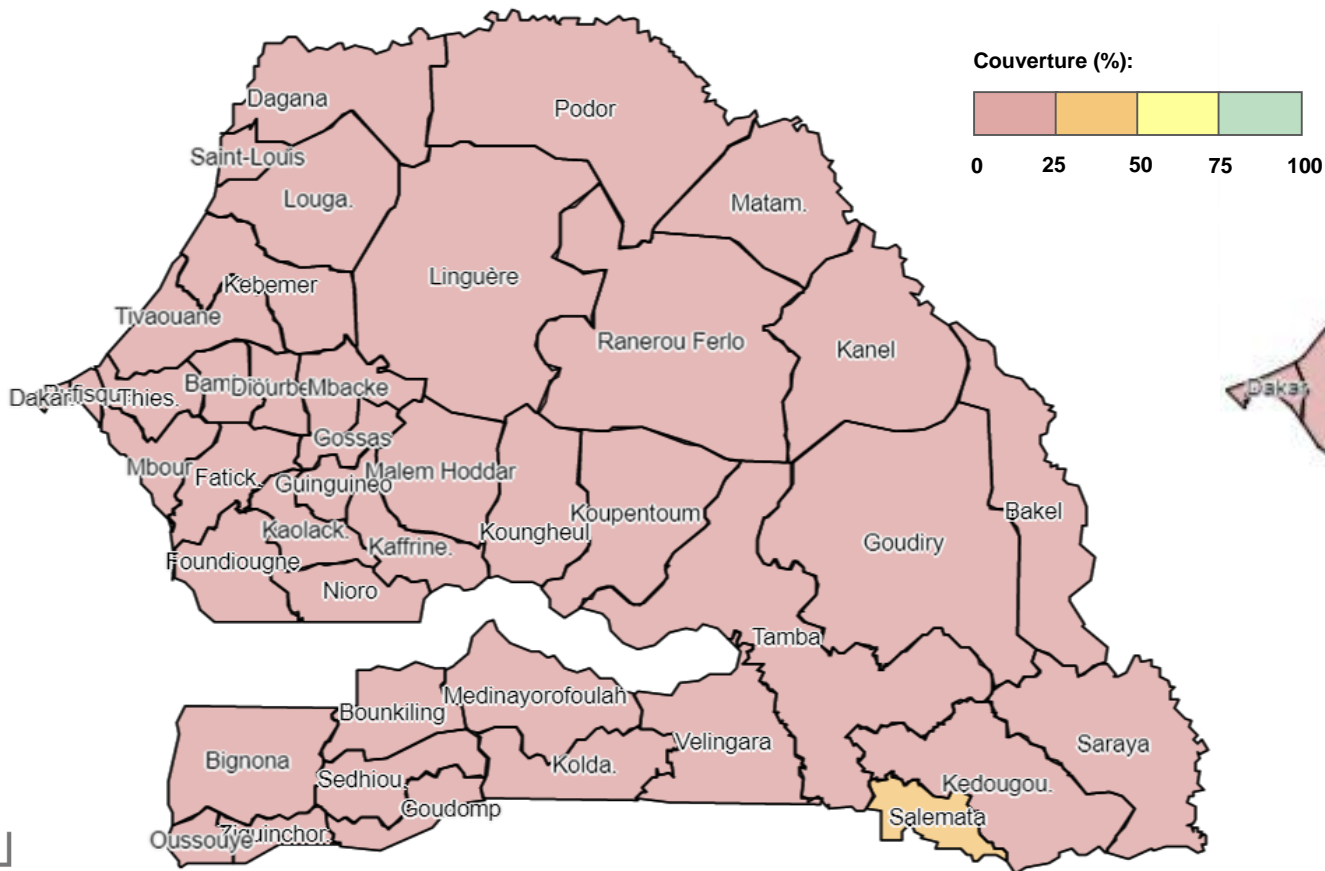 Couverture (%):
0 25 50 75 100
Dagana
Podor
Saint-Louis
Louga.
Matam.
Linguère
Kebemer
Tivaouane
Ranerou Ferlo
Kanel
Dakar
Thies.
Mbacke
Dakar
Gossas
Mbour
Fatick.
Guinguineo
Malem Hoddar
Koungheul
Koupentoum
Bakel
Kaolack.
Kaffrine.
Goudiry
Foundiougne
Nioro
Tamba
Medinayorofoulah
Bounkiling
Velingara
Saraya
Bignona
Sedhiou.
Kolda.
Kedougou.
Goudomp
Salemata
Oussouye
Ziguinchor.